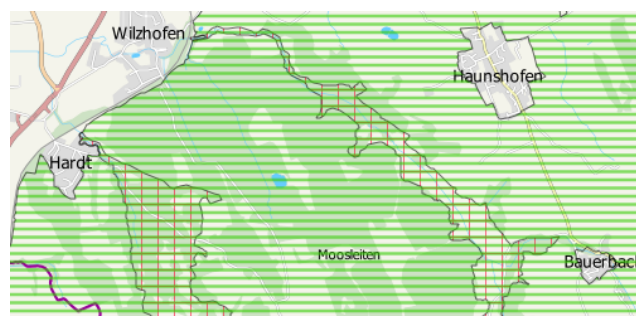 Wilzhofen
Haunshofen
Hardt
Moosleiten
Bauerbach